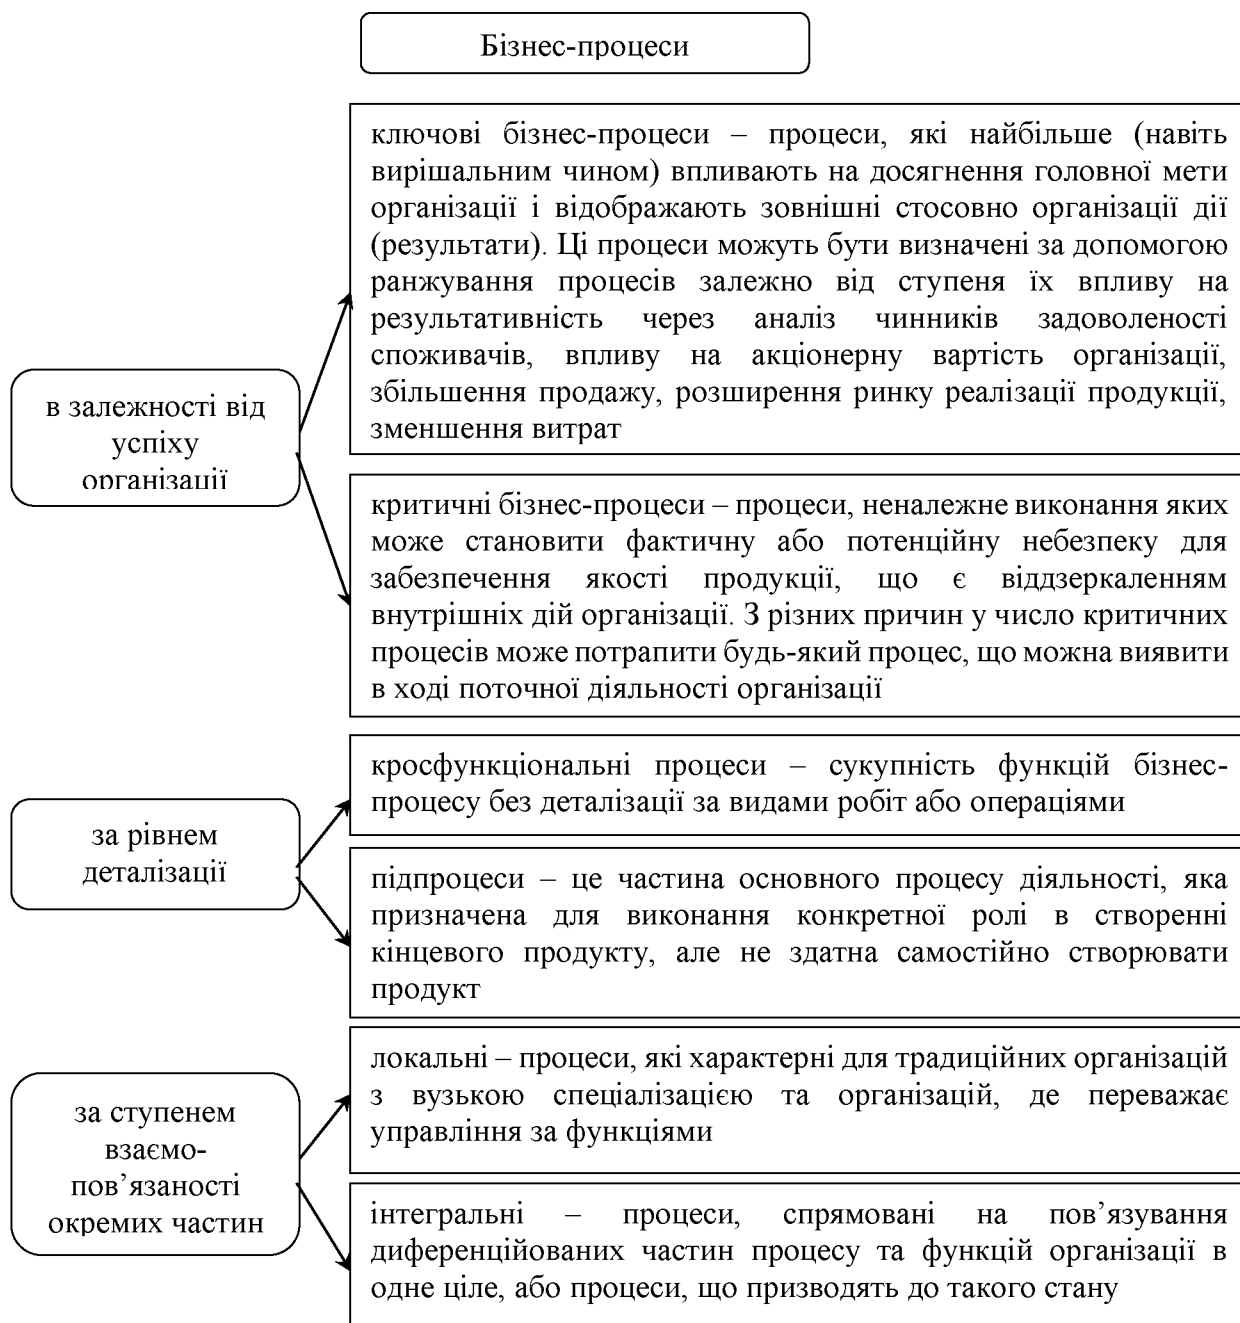 Бізнес-процеси
ключові бізнес-процеси – процеси, які найбільше (навіть
вирішальним чином) впливають на досягнення головної мети
організації і відображають зовнішні стосовно організації дії
(результати). Ці процеси можуть бути визначені за допомогою
ранжування процесів залежно від ступеня їх впливу на
результативність через аналіз чинників задоволеності
споживачів, впливу на акціонерну вартість організації,
збільшення продажу, розширення ринку реалізації продукції,
зменшення витрат
в залежності від
успіху
організації
критичні бізнес-процеси – процеси, неналежне виконання яких
може становити фактичну або потенційну небезпеку для
забезпечення якості продукції, що є віддзеркаленням
внутрішніх дій організації. З різних причин у число критичних
процесів може потрапити будь-який процес, що можна виявити
в ході поточної діяльності організації
за рівнем
деталізації
кросфункціональні процеси – сукупність функцій бізнес-
процесу без деталізації за видами робіт або операціями
підпроцеси – це частина основного процесу діяльності, яка
призначена для виконання конкретної ролі в створенні
кінцевого продукту, але не здатна самостійно створювати
продукт
за ступенем
взаємо-
пов’язаності
окремих частин
локальні – процеси, які характерні для традиційних організацій
з вузькою спеціалізацією та організацій, де переважає
управління за функціями
інтегральні – процеси, спрямовані на пов’язування
диференційованих частин процесу та функцій організації в
одне ціле, або процеси, що призводять до такого стану